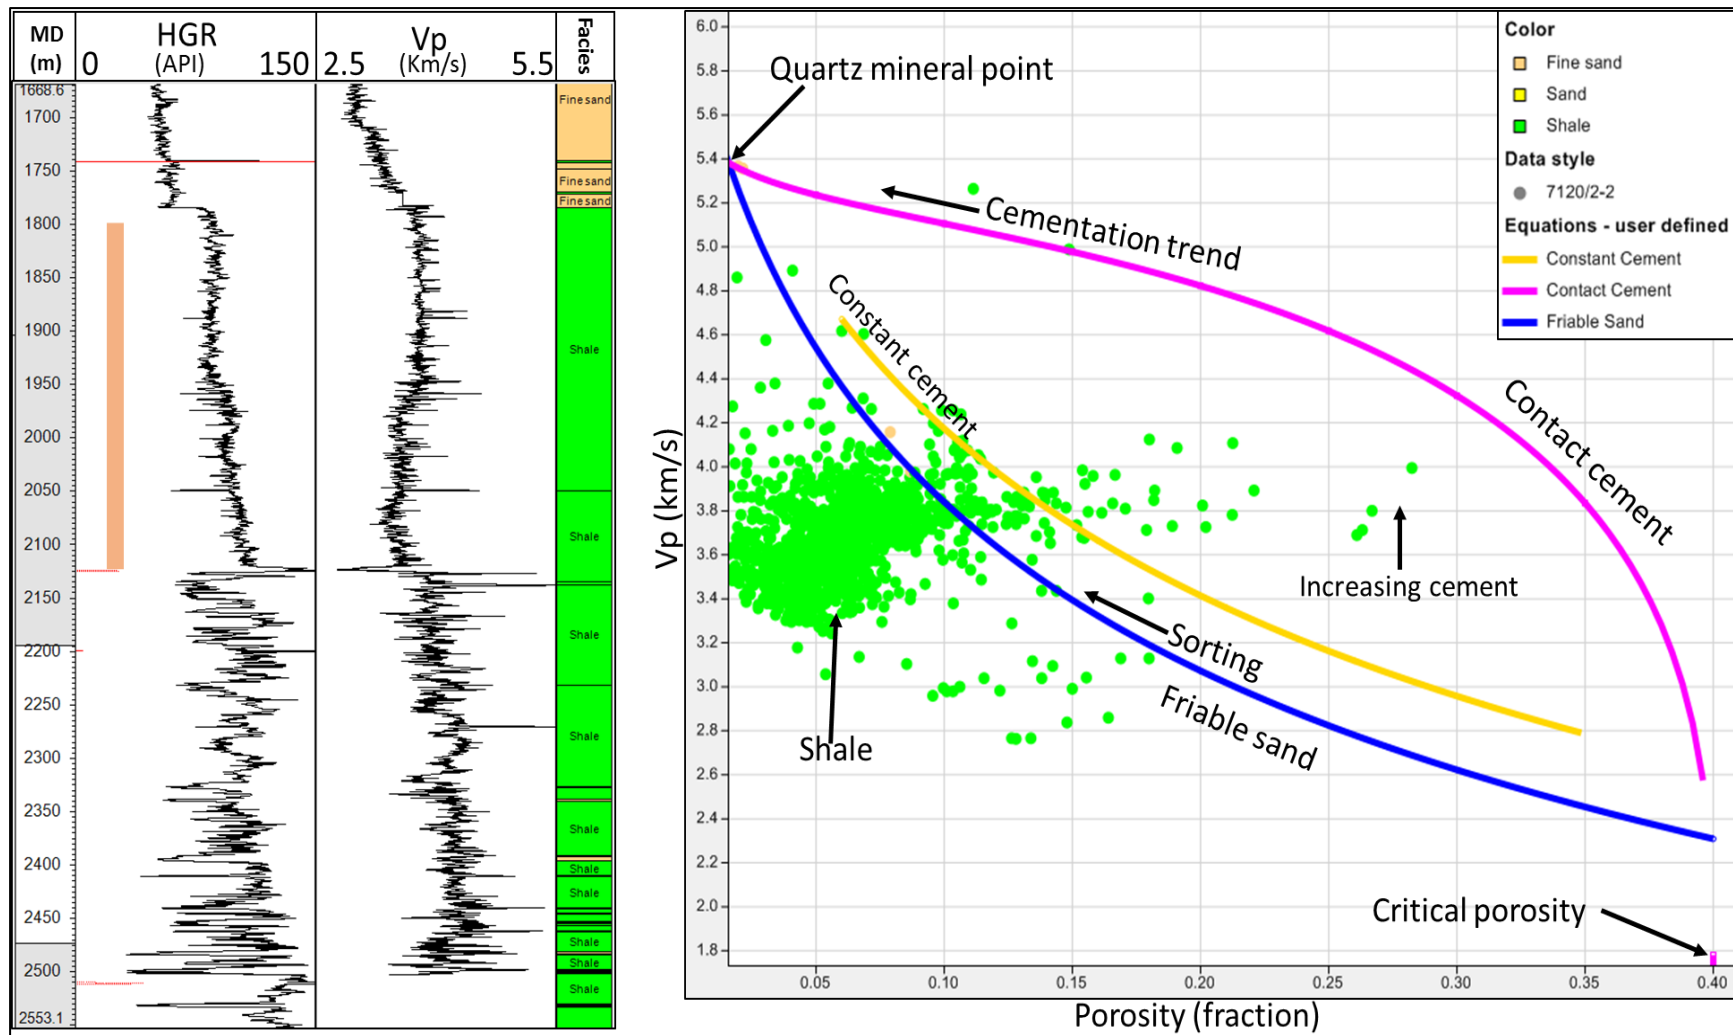 MD
(m)
HGR
(API)
0
150
Vp
(Km/s)
2.5
5.5
Facies
1668.6
1700
1750
1800
1850
1900
1950
2000
2050
2100
2150
2200
2250
2300
2350
2400
2450
2500
2553.1
Fine sand
Fine sand
Fine sand
Shale
Shale
Shale
Shale
Shale
Shale
Shale
Shale
Shale
Shale
Vp (km/s)
6.0
5.8
5.6
5.4
5.2
5.0
4.8
4.6
4.4
4.2
4.0
3.8
3.6
3.4
3.2
3.0
2.8
2.6
2.4
2.2
2.0
1.8
Quartz mineral point
Cementation trend
Constant cement
Contact cement
Increasing cement
Sorting
Friable sand
Shale
Critical porosity
Color
Fine sand
Sand
Shale
Data style
7120/2-2
Equations - user defined
Constant Cement
Contact Cement
Friable Sand
0.05
0.10
0.15
0.20
0.25
0.30
0.35
0.40
Porosity (fraction)